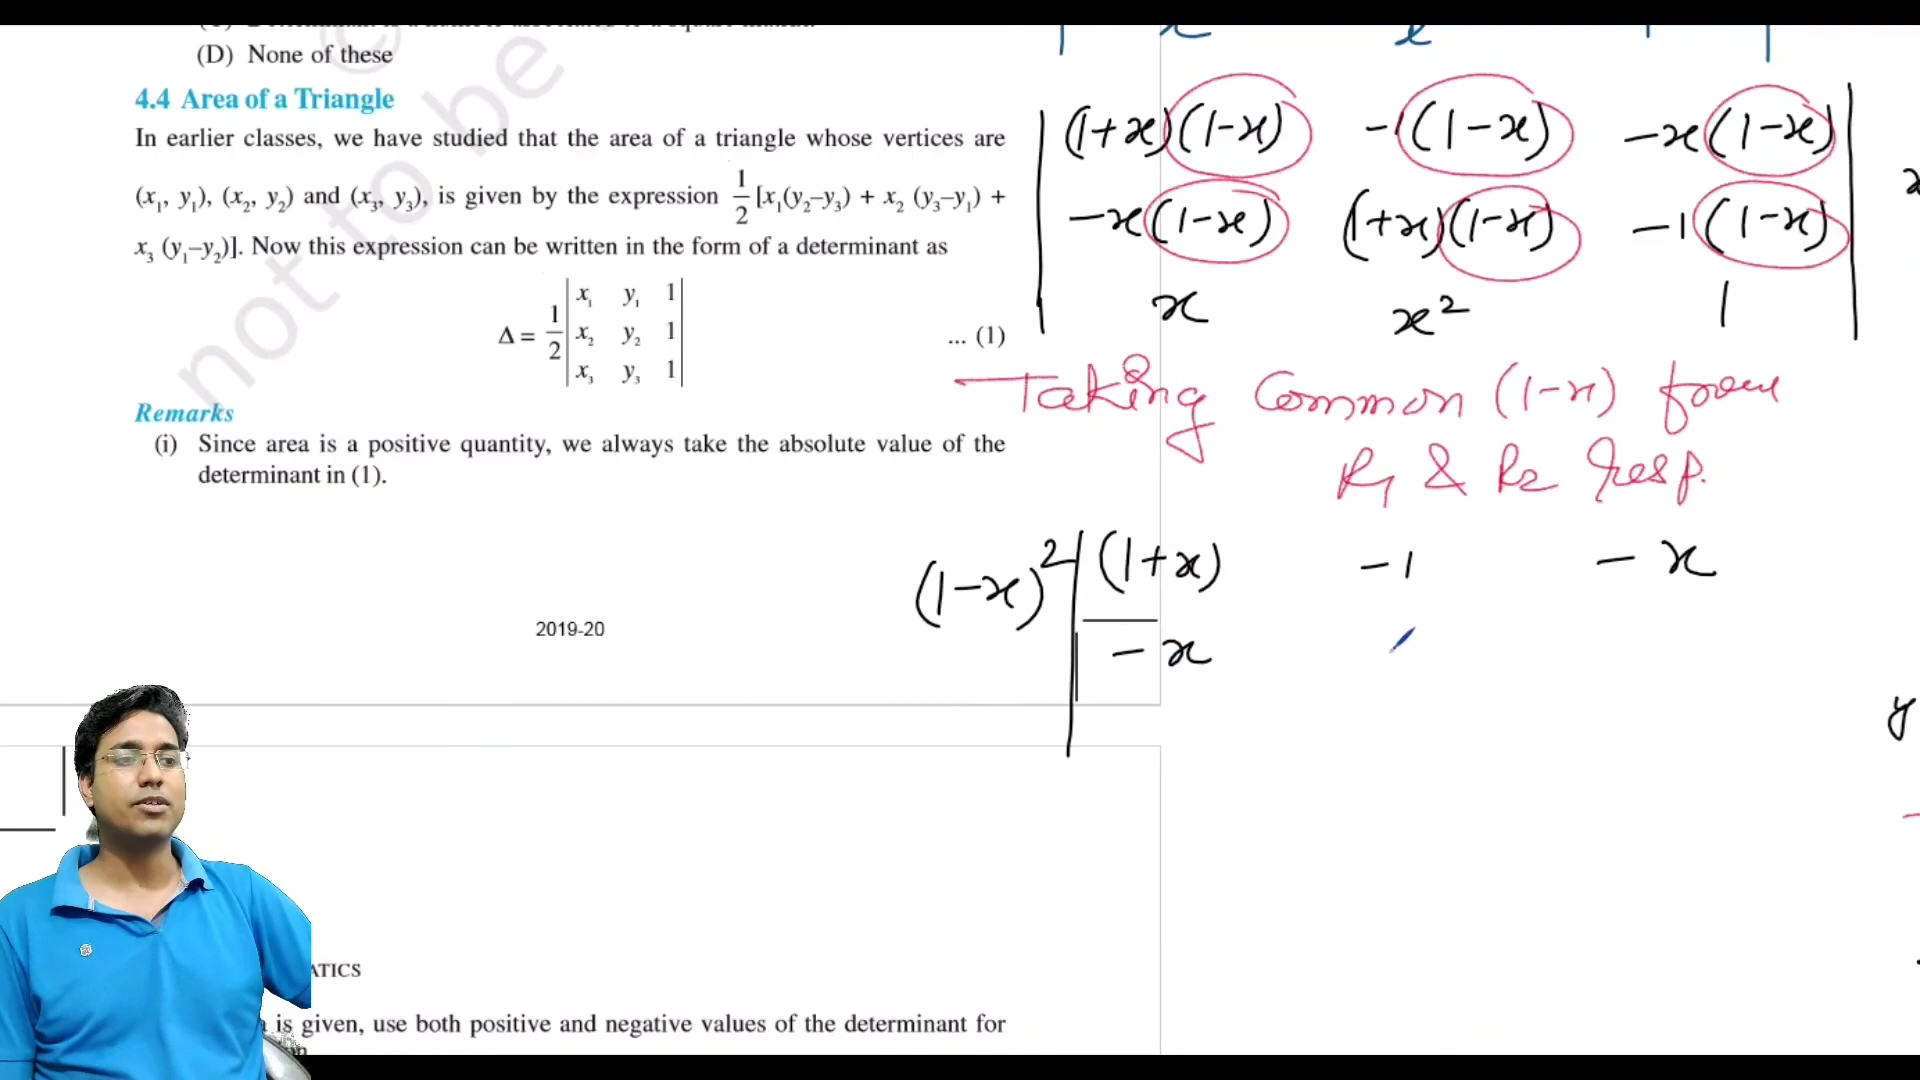 (D) None of these
4.4 Area of a Triangle
In earlier classes, we have studied that the area of a triangle whose vertices are
(x₁, y₁), (x₂, y₂) and (x₃, y₃), is given by the expression 1/2 [x₁(y₂–y₃) + x₂ (y₃–y₁) +
x₃ (y₁–y₂)]. Now this expression can be written in the form of a determinant as
Δ = 1/2 | x₁ y₁ 1 |
| x₂ y₂ 1 | ... (1)
| x₃ y₃ 1 |
Remarks
(i) Since area is a positive quantity, we always take the absolute value of the
determinant in (1).
2019-20
ATICS
is given, use both positive and negative values of the determinant for
not to be
| (1+x)(1-x) -1(1-x) -x(1-x) |
| -x(1-x) (1+x)(1-x) -1(1-x) |
| x x² 1 |
Taking Common (1-x) from
R₁ & R₂ resp.
(1-x)² | (1+x) -1 -x
-x
y